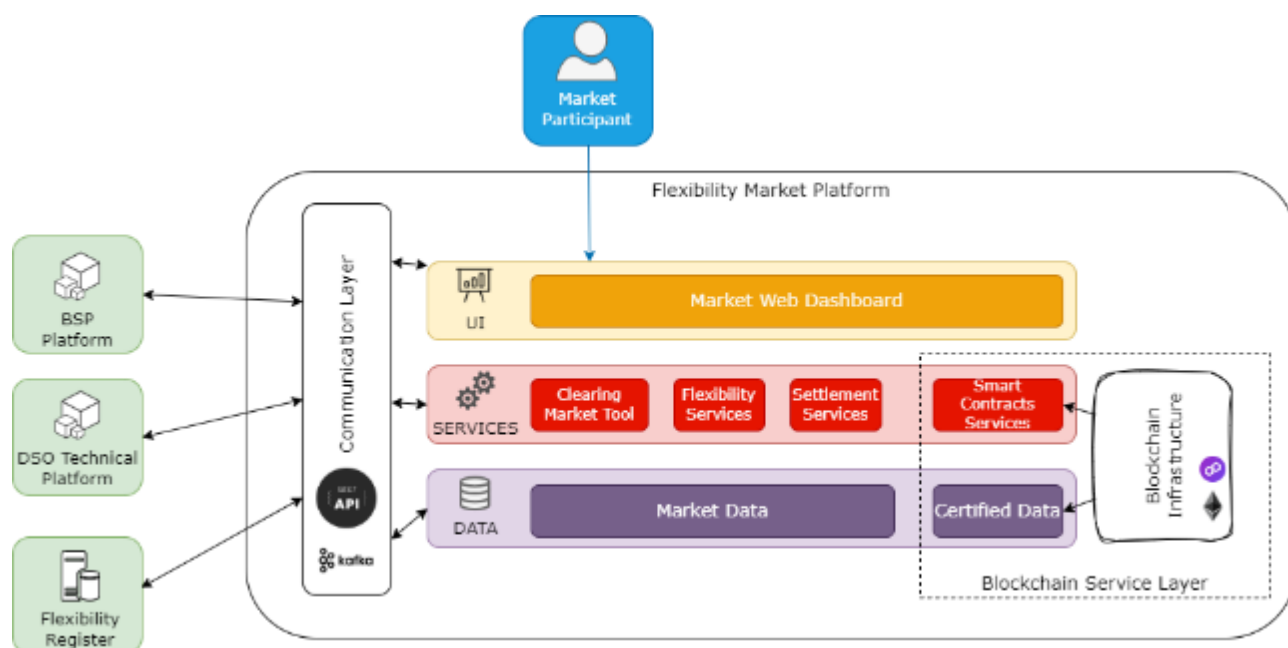 Market
Participant
Flexibility Market Platform
BSP
Platform
DSO Technical
Platform
Flexibility
Register
Communication Layer
REST
API
kafka
UI
Market Web Dashboard
SERVICES
Clearing
Market Tool
Flexibility
Services
Settlement
Services
Smart
Contracts
Services
DATA
Market Data
Certified Data
Blockchain
Infrastructure
Blockchain Service Layer